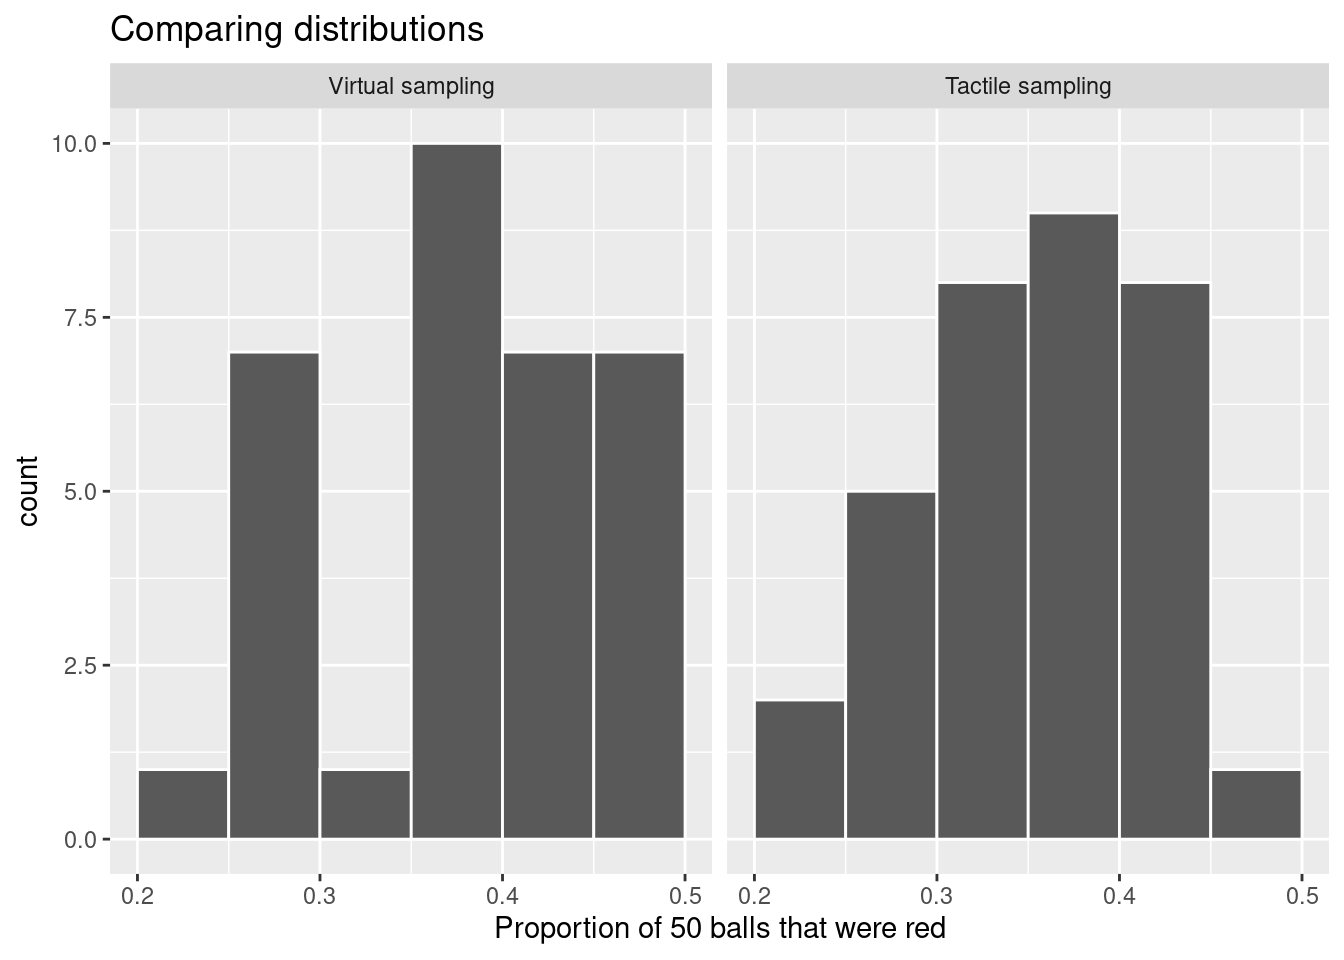 Comparing distributions
Virtual sampling
Tactile sampling
10.0
7.5
5.0
2.5
0.0
count
0.2 0.3 0.4 0.5
0.2 0.3 0.4 0.5
Proportion of 50 balls that were red